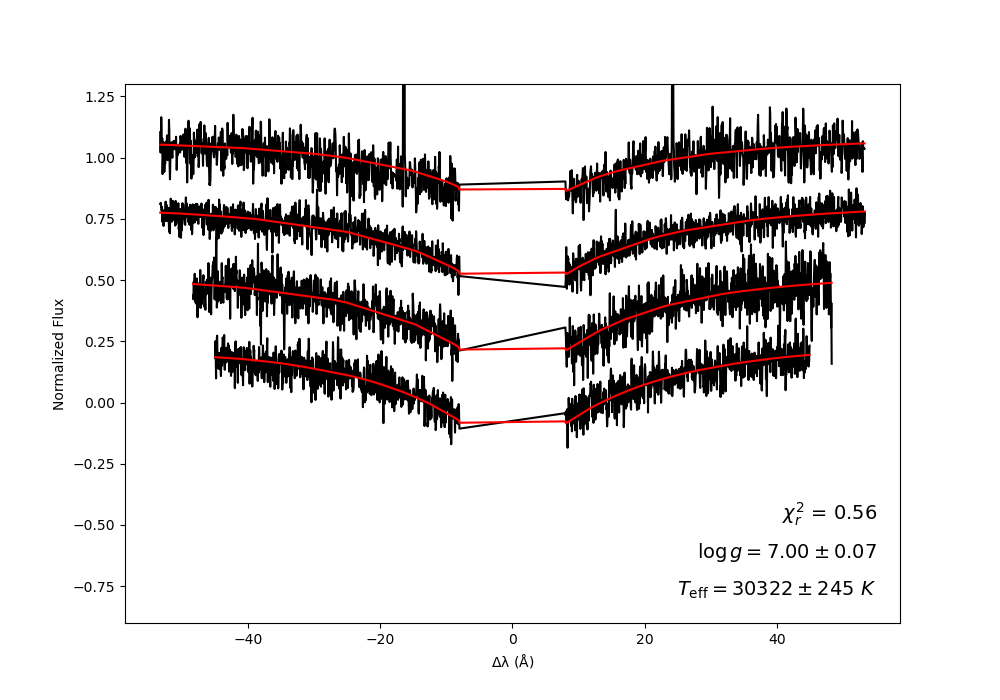 1.25
1.00
0.75
0.50
0.25
0.00
−0.25
−0.50
−0.75
Normalized Flux
χ²ᵣ = 0.56
log g = 7.00 ± 0.07
T_eff = 30322 ± 245 K
−40 −20 0 20 40
Δλ (Å)